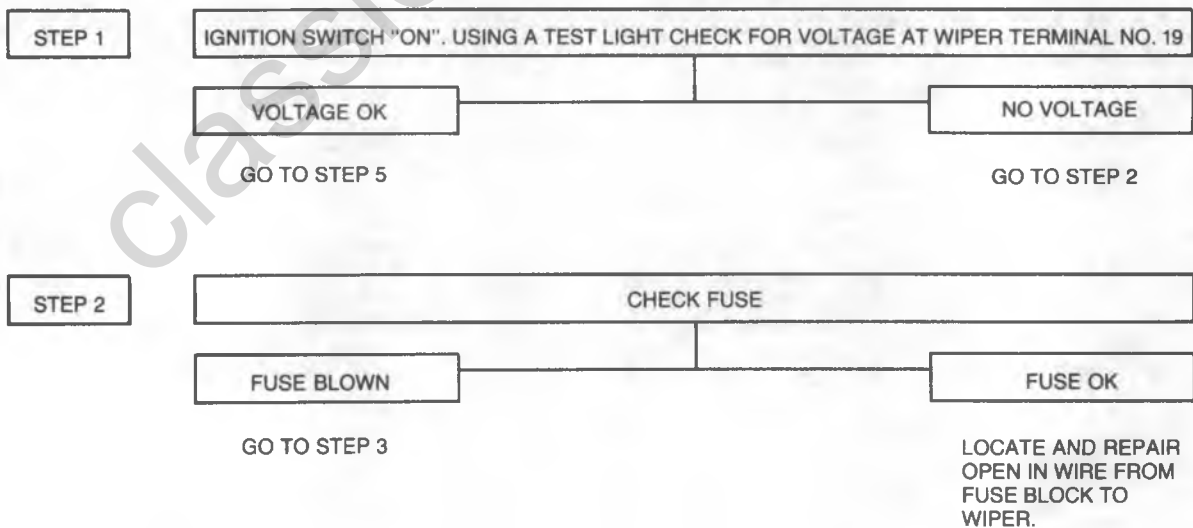 STEP 1
IGNITION SWITCH "ON". USING A TEST LIGHT CHECK FOR VOLTAGE AT WIPER TERMINAL NO. 19
VOLTAGE OK
NO VOLTAGE
GO TO STEP 5
GO TO STEP 2
STEP 2
CHECK FUSE
FUSE BLOWN
FUSE OK
GO TO STEP 3
LOCATE AND REPAIR
OPEN IN WIRE FROM
FUSE BLOCK TO
WIPER.